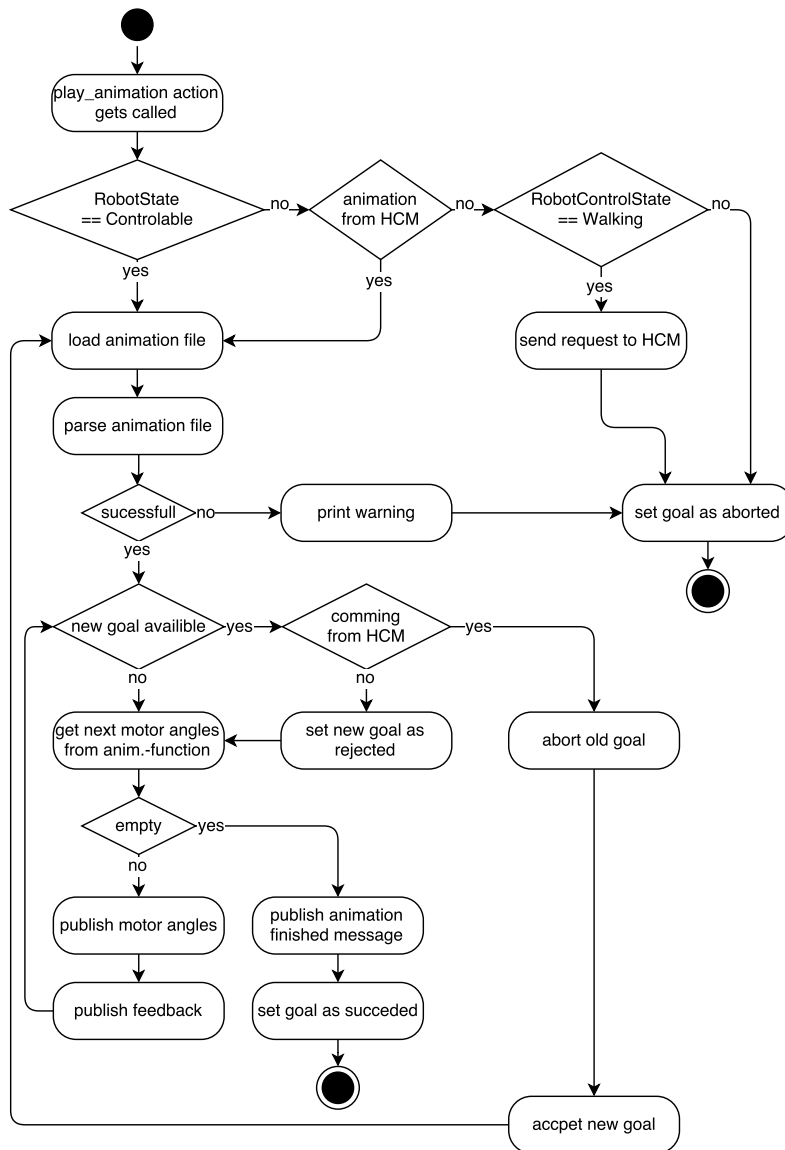 play_animation action
gets called
RobotState
== Controlable
no
animation
from HCM
no
RobotControlState
== Walking
no
yes
yes
yes
load animation file
send request to HCM
parse animation file
sucessfull
no
print warning
set goal as aborted
yes
new goal availible
yes
comming
from HCM
yes
no
no
get next motor angles
from anim.-function
set new goal as
rejected
abort old goal
empty
yes
no
publish motor angles
publish animation
finished message
publish feedback
set goal as succeded
accpet new goal